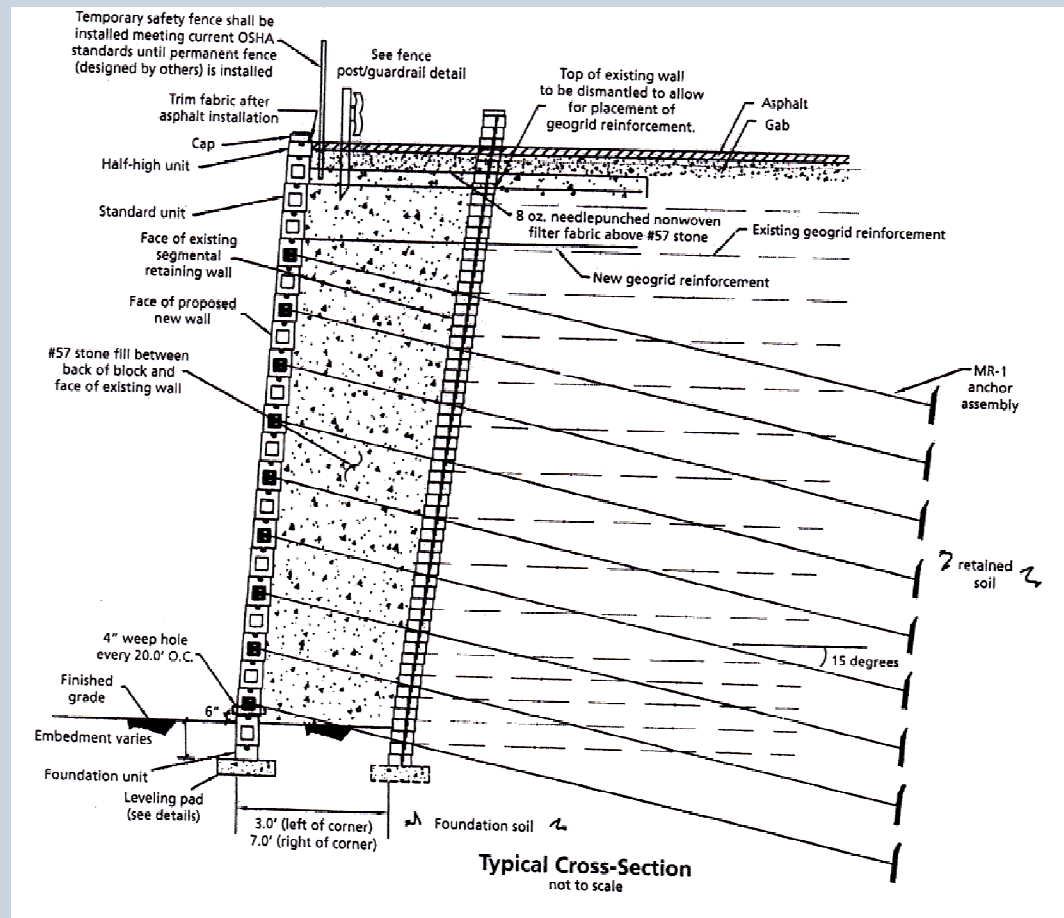 Temporary safety fence shall be
installed meeting current OSHA
standards until permanent fence
(designed by others) is installed
See fence
post/guardrail detail
Top of existing wall
to be dismantled to allow
for placement of
geogrid reinforcement.
Asphalt
Gab
Trim fabric after
asphalt installation
Cap
Half-high unit
Standard unit
8 oz. needlepunched nonwoven
filter fabric above #57 stone
Existing geogrid reinforcement
Face of existing
segmental
retaining wall
New geogrid reinforcement
Face of proposed
new wall
#57 stone fill between
back of block and
face of existing wall
MR-1
anchor
assembly
retained
soil
4" weep hole
every 20.0' O.C.
15 degrees
Finished
grade
6"
Embedment varies
Foundation unit
Leveling pad
(see details)
3.0' (left of corner)
7.0' (right of corner)
Foundation soil
Typical Cross-Section
not to scale